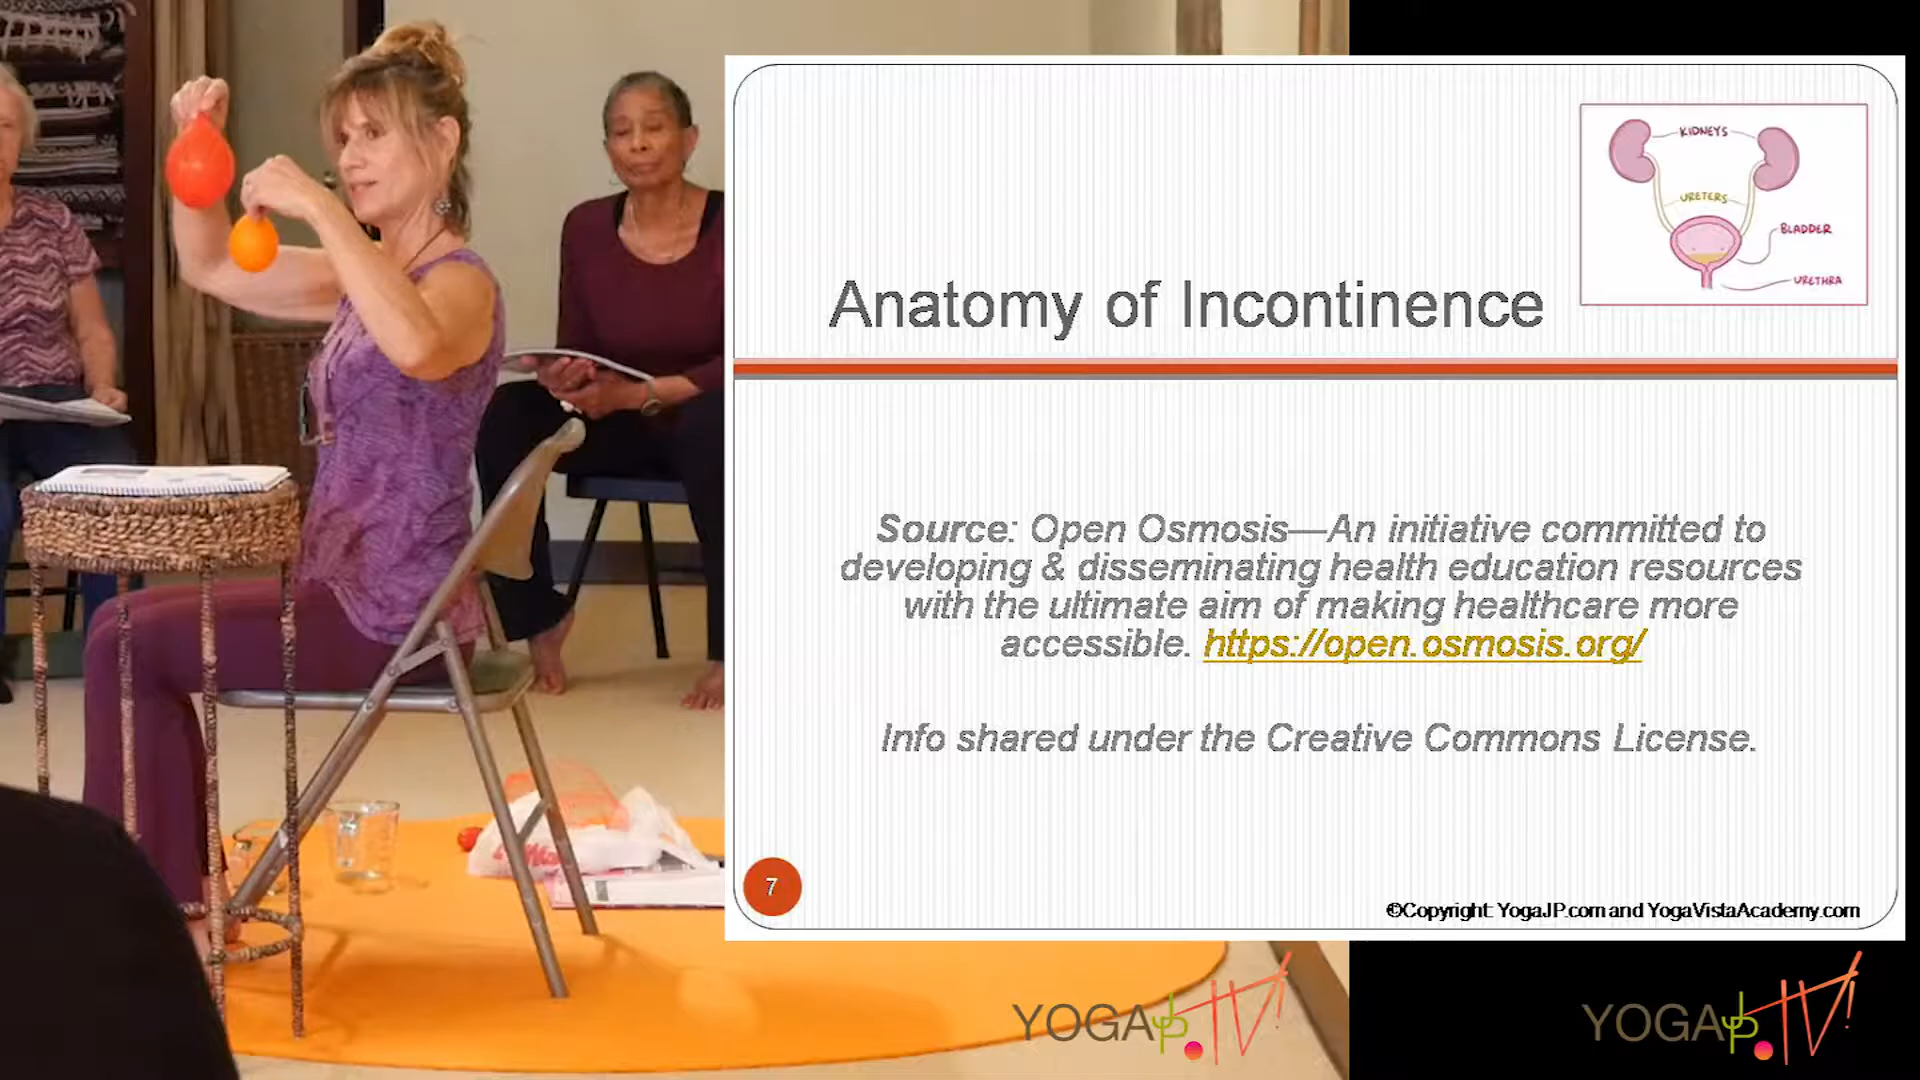 KIDNEYS
URETERS
BLADDER
URETHRA
Anatomy of Incontinence
Source: Open Osmosis—An initiative committed to
developing & disseminating health education resources
with the ultimate aim of making healthcare more
accessible. https://open.osmosis.org/
Info shared under the Creative Commons License.
7
©Copyright: YogaJP.com and YogaVistaAcademy.com
YOGAJP.TV!
YOGAJP.TV!